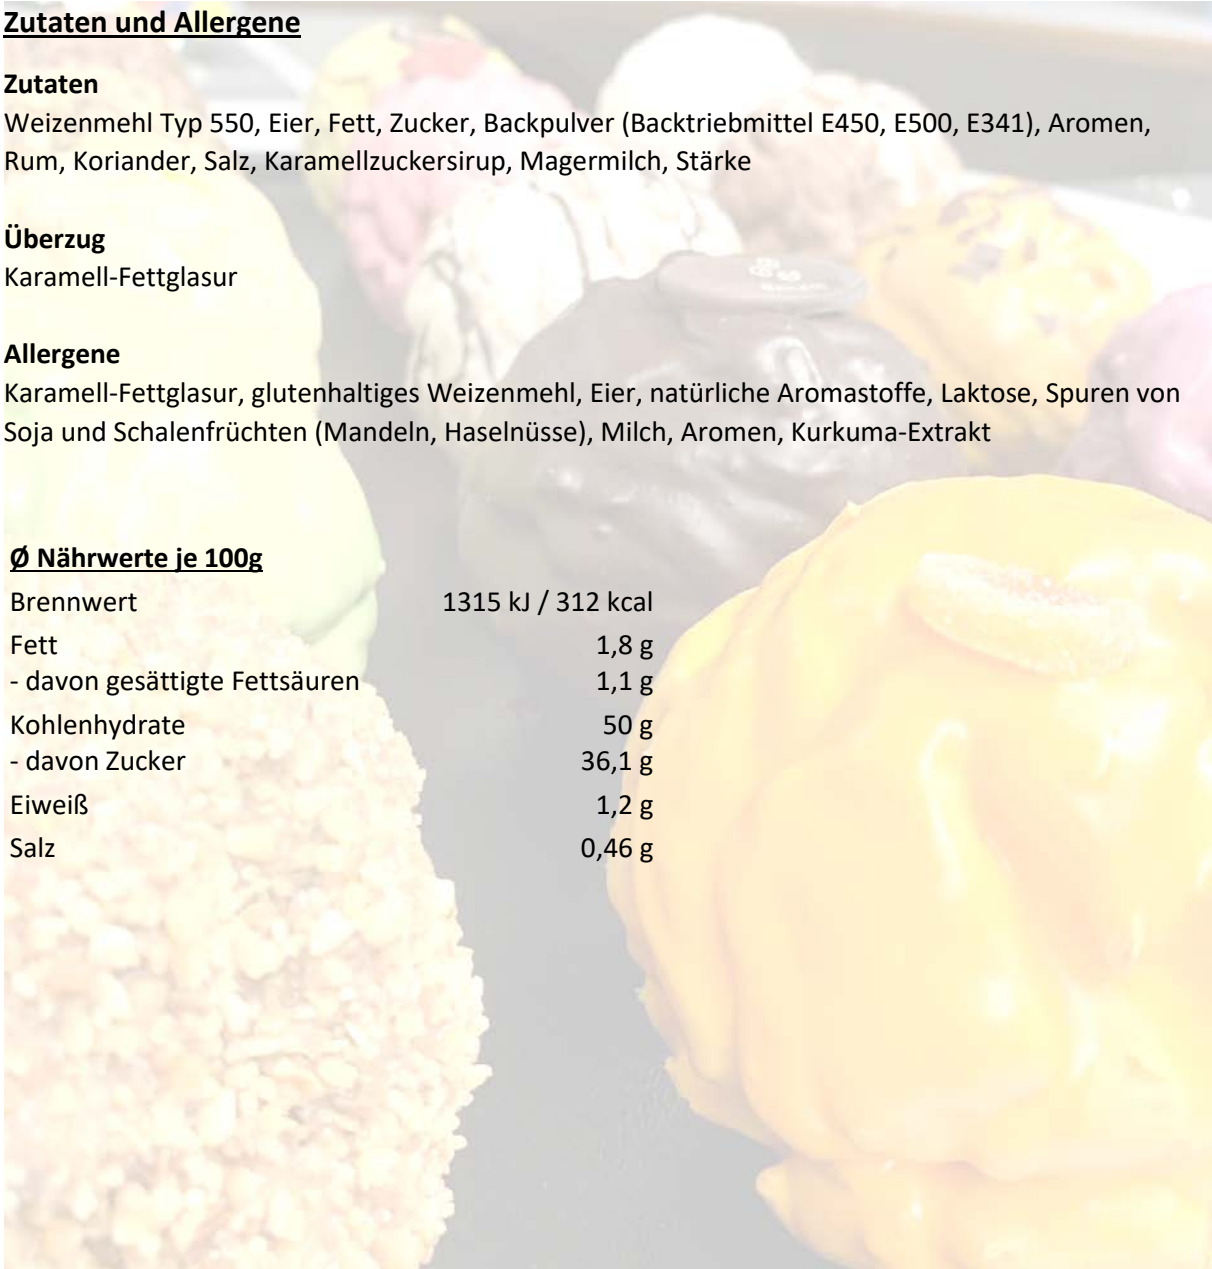 Zutaten und Allergene
Zutaten
Weizenmehl Typ 550, Eier, Fett, Zucker, Backpulver (Backtriebmittel E450, E500, E341), Aromen,
Rum, Koriander, Salz, Karamellzuckersirup, Magermilch, Stärke
Überzug
Karamell-Fettglasur
Allergene
Karamell-Fettglasur, glutenhaltiges Weizenmehl, Eier, natürliche Aromastoffe, Laktose, Spuren von
Soja und Schalenfrüchten (Mandeln, Haselnüsse), Milch, Aromen, Kurkuma-Extrakt
Ø Nährwerte je 100g
Brennwert 1315 kJ / 312 kcal
Fett 1,8 g
- davon gesättigte Fettsäuren 1,1 g
Kohlenhydrate 50 g
- davon Zucker 36,1 g
Eiweiß 1,2 g
Salz 0,46 g